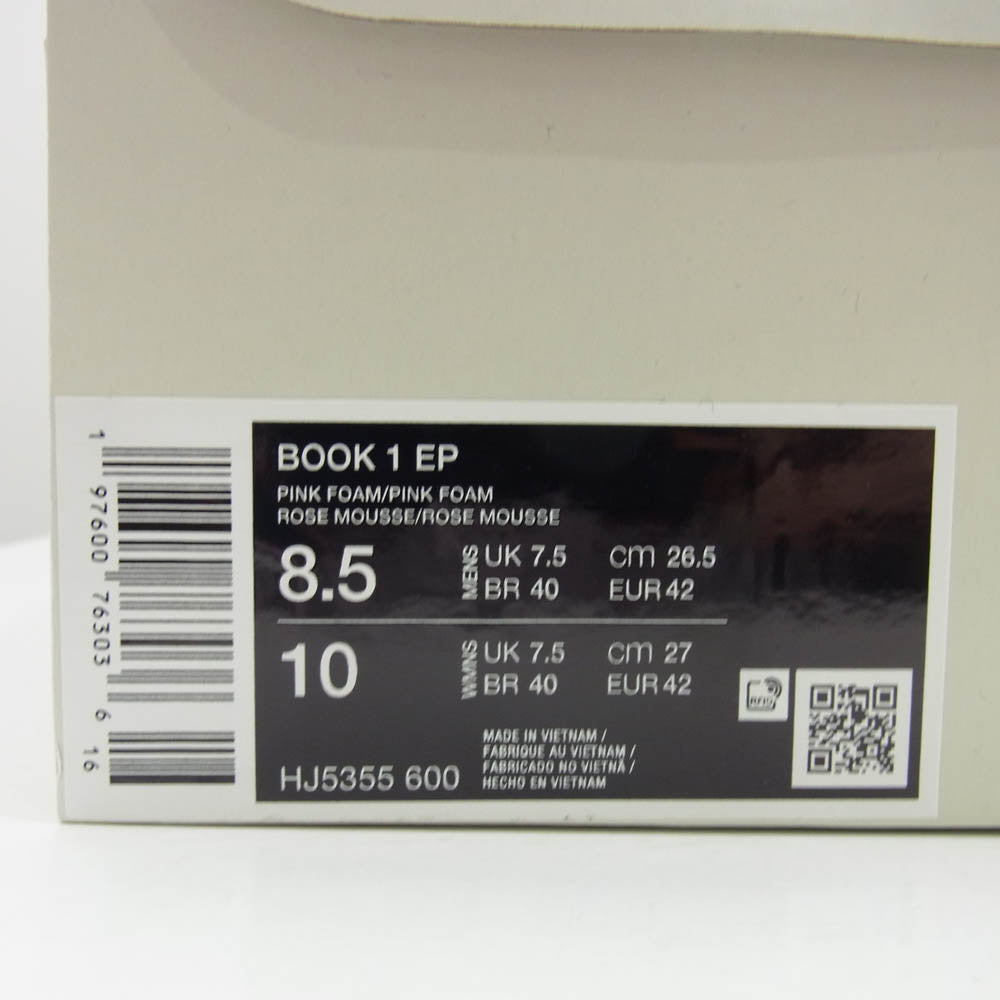 BOOK 1 EP
PINK FOAM/PINK FOAM
ROSE MOUSSE/ROSE MOUSSE
8.5 MENS UK 7.5 CM 26.5
BR 40 EUR 42
10 WMNS UK 7.5 CM 27
BR 40 EUR 42
HJ5355 600
MADE IN VIETNAM /
FABRIQUE AU VIETNAM /
FABRICADO NO VIETNÃ /
HECHO EN VIETNAM
RFID
1 97600 76303 6 16